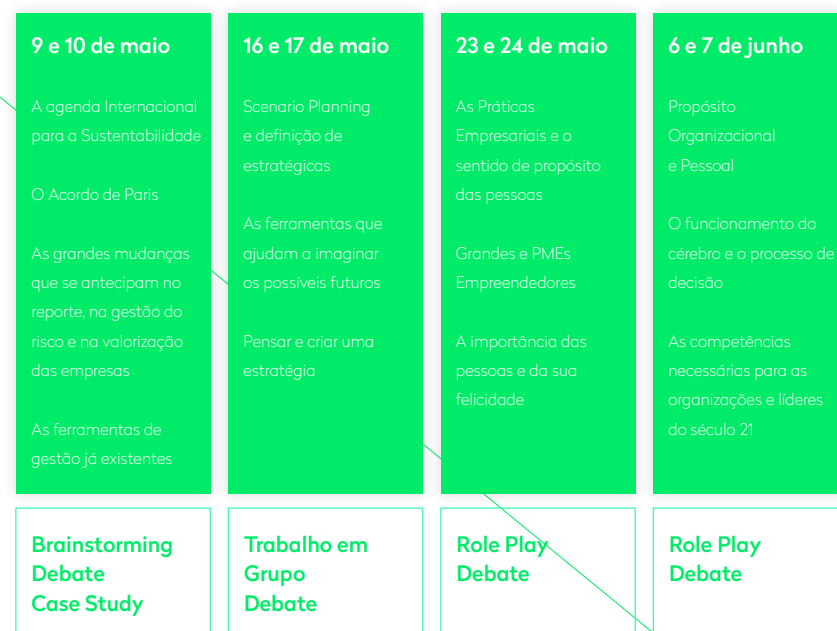 9 e 10 de maio
A agenda Internacional
para a Sustentabilidade
O Acordo de Paris
As grandes mudanças
que se antecipam no
reporte, na gestão do
risco e na valorização
das empresas
As ferramentas de
gestão já existentes
Brainstorming
Debate
Case Study
16 e 17 de maio
Scenario Planning
e definição de
estratégicas
As ferramentas que
ajudam a imaginar
os possíveis futuros
Pensar e criar uma
estratégia
Trabalho em
Grupo
Debate
23 e 24 de maio
As Práticas
Empresariais e o
sentido de propósito
das pessoas
Grandes e PMEs
Empreendedores
A importância das
pessoas e da sua
felicidade
Role Play
Debate
6 e 7 de junho
Propósito
Organizacional
e Pessoal
O funcionamento do
cérebro e o processo de
decisão
As competências
necessárias para as
organizações e líderes
do século 21
Role Play
Debate